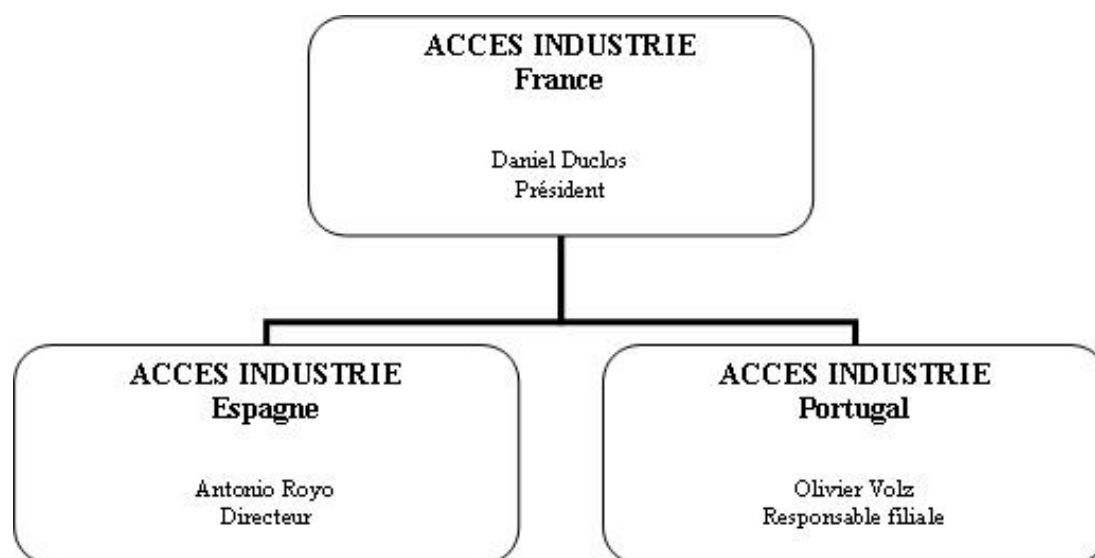 ACCES INDUSTRIE
France
Daniel Duclos
Président
ACCES INDUSTRIE
Espagne
Antonio Royo
Directeur
ACCES INDUSTRIE
Portugal
Olivier Volz
Responsable filiale